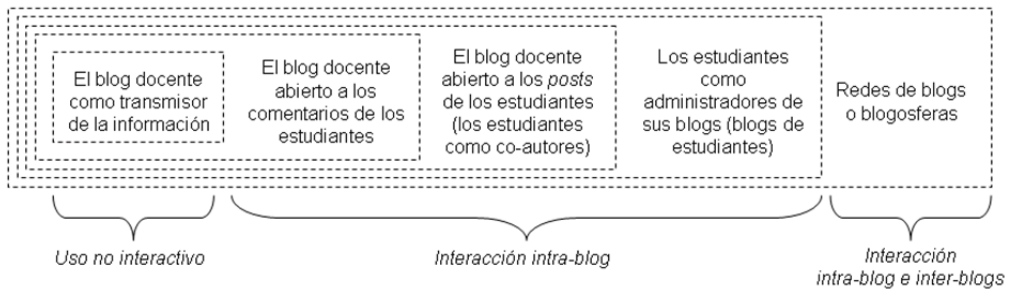 El blog docente
como transmisor
de la información
El blog docente
abierto a los
comentarios de los
estudiantes
El blog docente
abierto a los posts
de los estudiantes
(los estudiantes
como co-autores)
Los estudiantes
como
administradores de
sus blogs (blogs de
estudiantes)
Redes de blogs
o blogosferas
Uso no interactivo
Interacción intra-blog
Interacción
intra-blog e inter-blogs